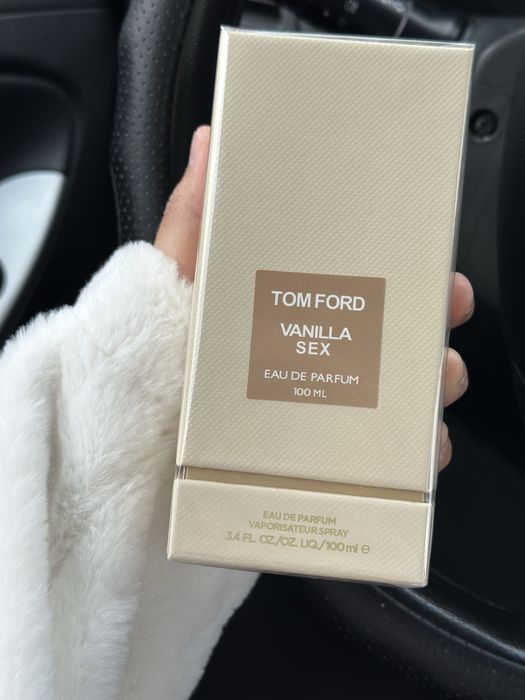 TOM FORD
VANILLA
SEX
EAU DE PARFUM
100 ML
EAU DE PARFUM
VAPORISATEUR SPRAY
3.4 FL. OZ./OZ. LIQ./100 ml ℮